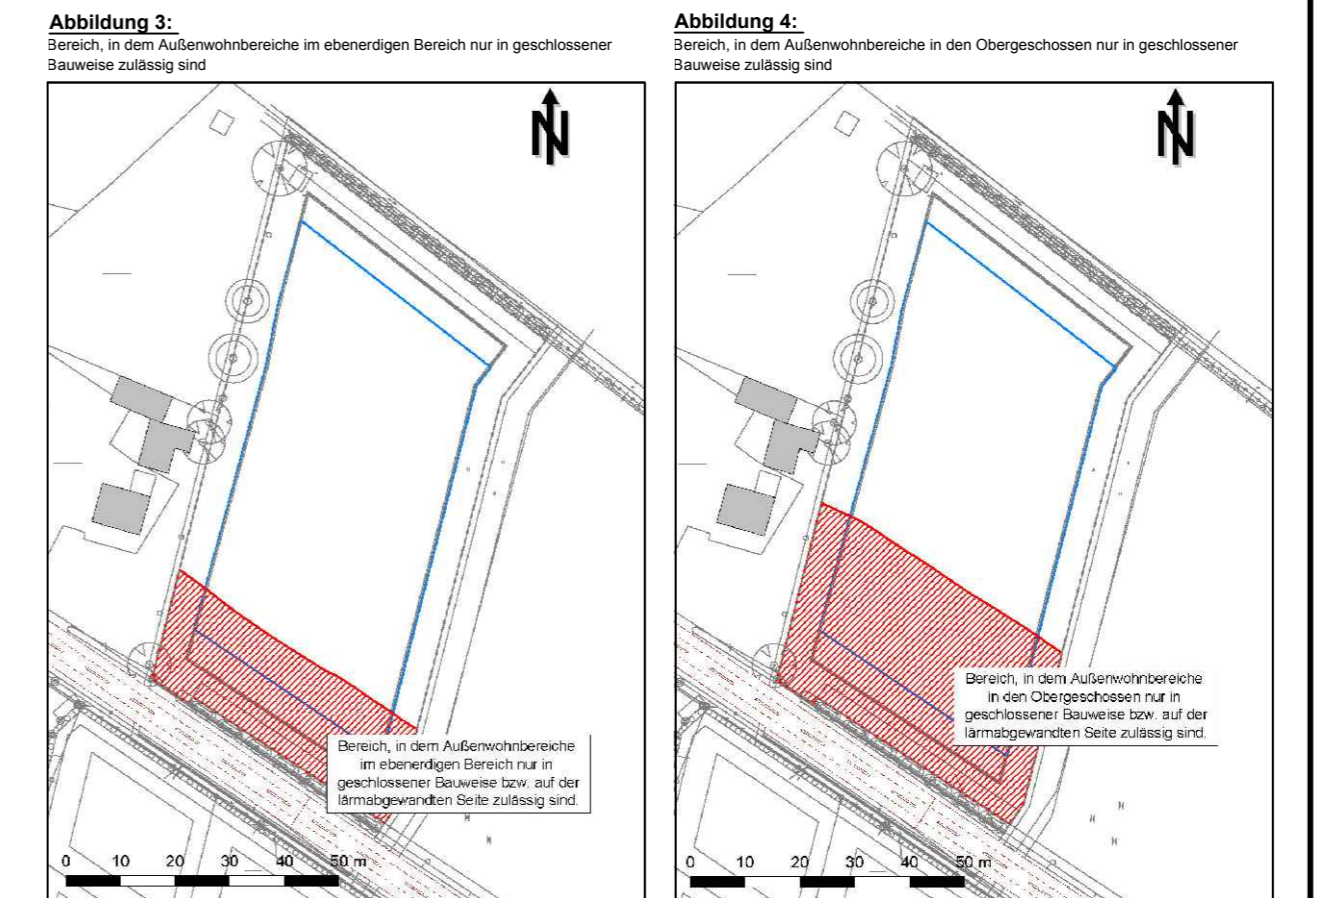 Abbildung 3:
Bereich, in dem Außenwohnbereiche im ebenerdigen Bereich nur in geschlossener
Bauweise zulässig sind
N
Bereich, in dem Außenwohnbereiche
im ebenerdigen Bereich nur in
geschlossener Bauweise bzw. auf der
lärmabgewandten Seite zulässig sind.
0 10 20 30 40 50 m
Abbildung 4:
Bereich, in dem Außenwohnbereiche in den Obergeschossen nur in geschlossener
Bauweise zulässig sind
N
Bereich, in dem Außenwohnbereiche
in den Obergeschossen nur in
geschlossener Bauweise bzw. auf der
lärmabgewandten Seite zulässig sind.
0 10 20 30 40 50 m